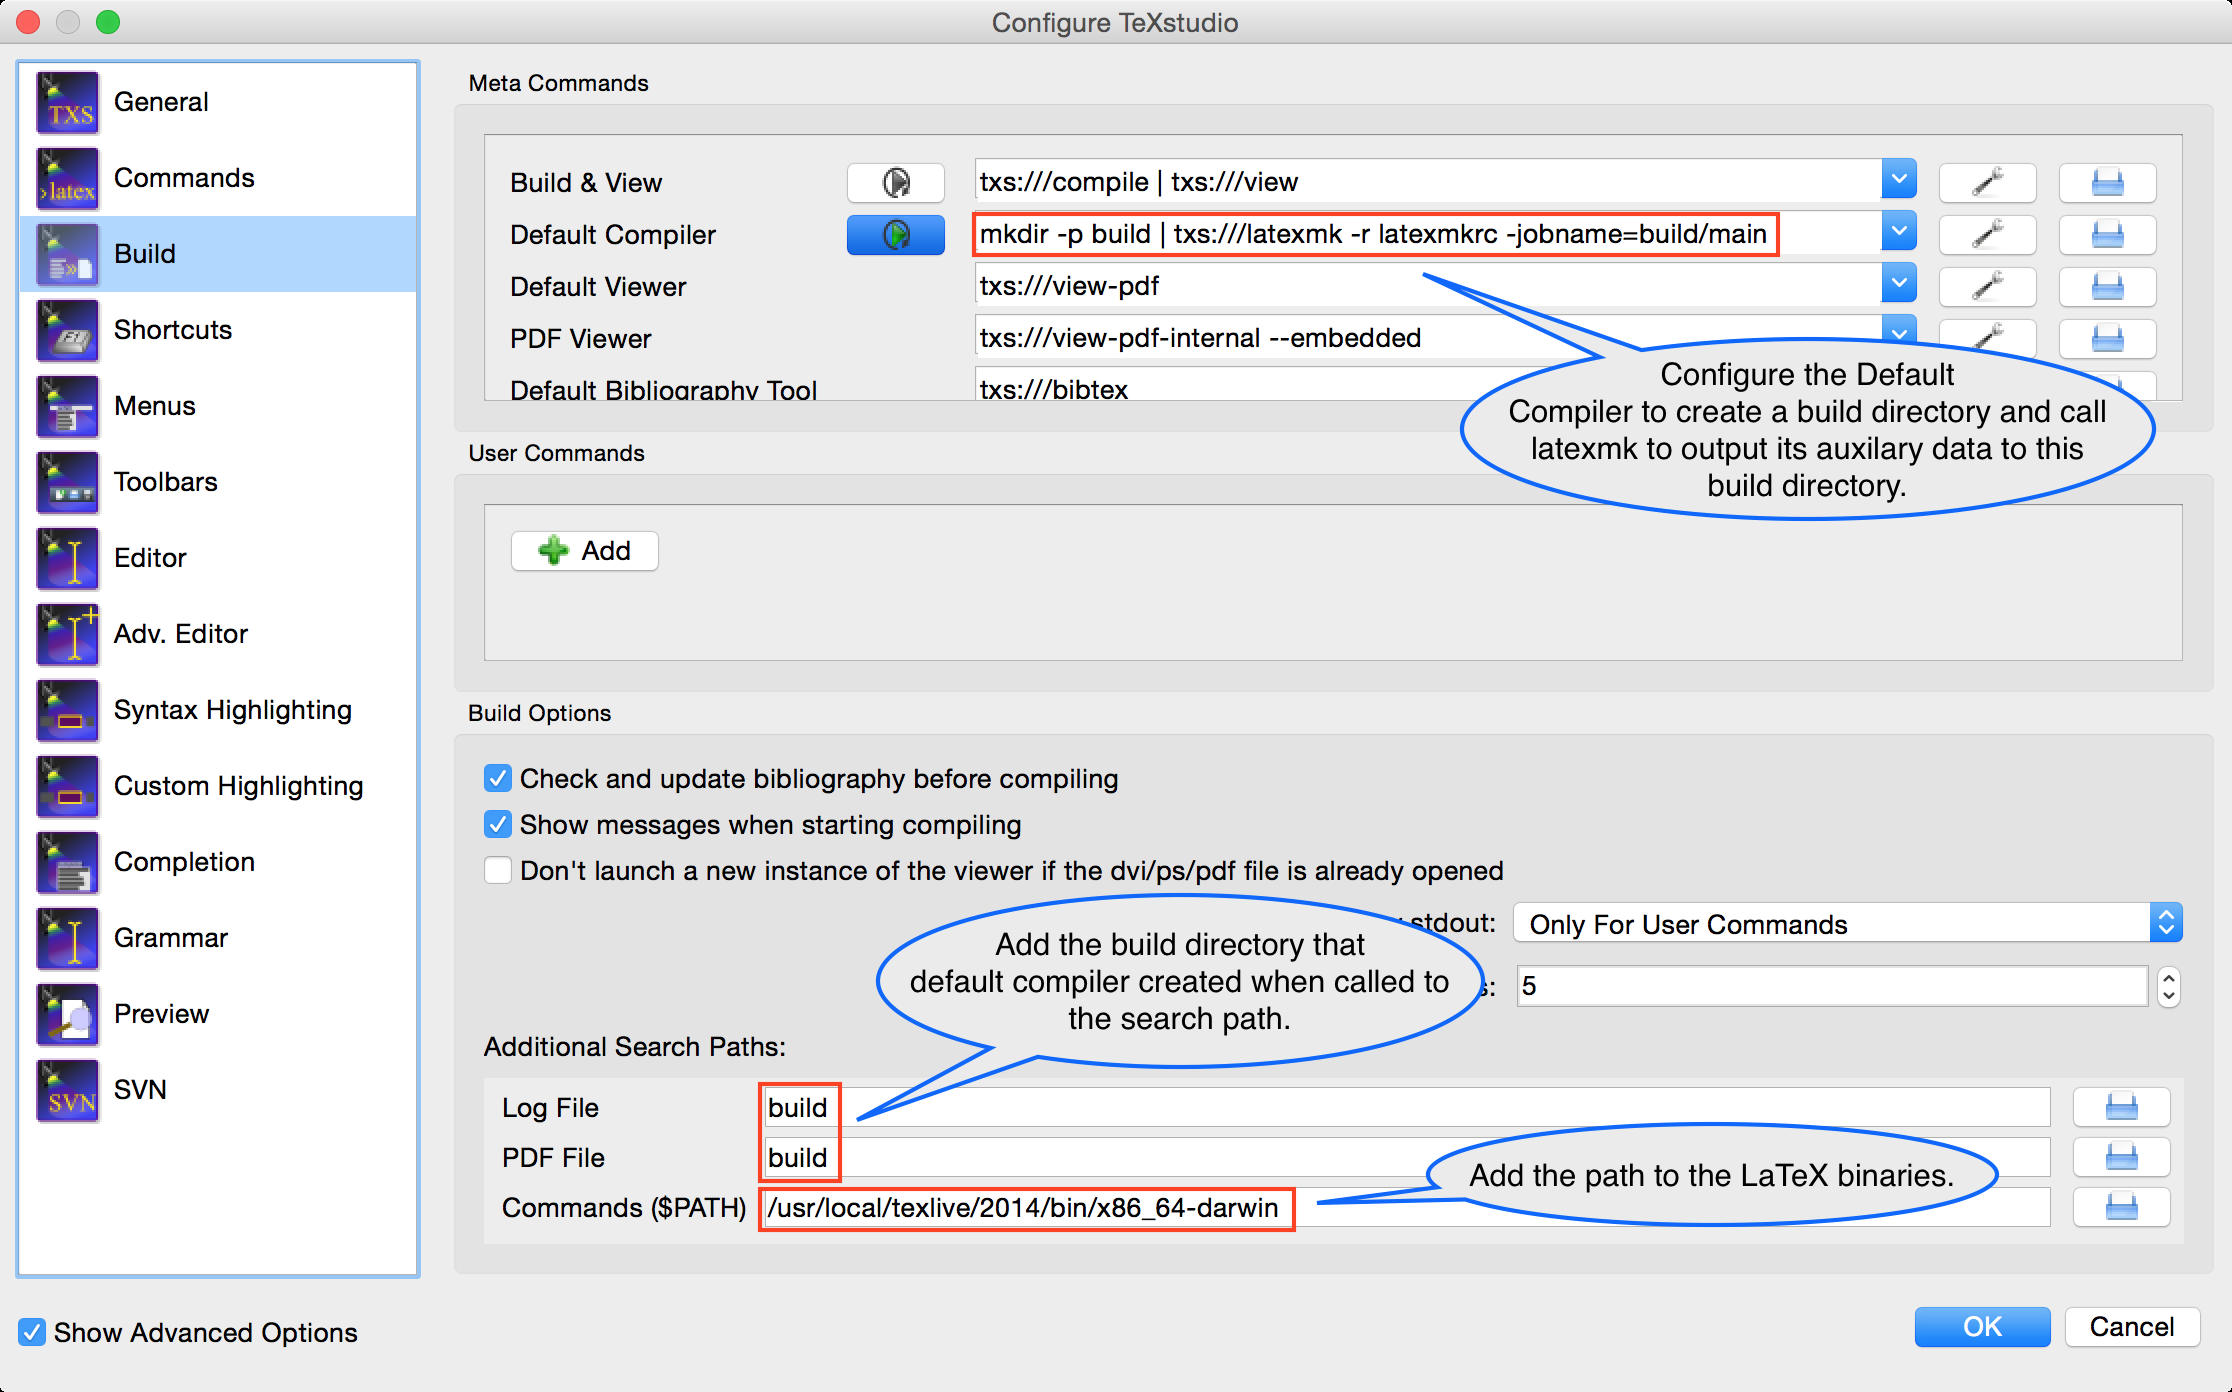 Configure TeXstudio
TXS
General
>latex
Commands
Build
Shortcuts
Menus
Toolbars
Editor
Adv. Editor
Syntax Highlighting
Custom Highlighting
Completion
Grammar
Preview
SVN
SVN
Show Advanced Options
Meta Commands
Build & View
txs:///compile | txs:///view
Default Compiler
mkdir -p build | txs:///latexmk -r latexmkrc -jobname=build/main
Default Viewer
txs:///view-pdf
PDF Viewer
txs:///view-pdf-internal --embedded
Default Bibliography Tool
txs:///bibtex
Configure the Default
Compiler to create a build directory and call
latexmk to output its auxilary data to this
build directory.
User Commands
Add
Build Options
Check and update bibliography before compiling
Show messages when starting compiling
Don't launch a new instance of the viewer if the dvi/ps/pdf file is already opened
stdout:
Only For User Commands
5
Add the build directory that
default compiler created when called to
the search path.
Additional Search Paths:
Log File
build
PDF File
build
Commands ($PATH)
/usr/local/texlive/2014/bin/x86_64-darwin
Add the path to the LaTeX binaries.
OK
Cancel